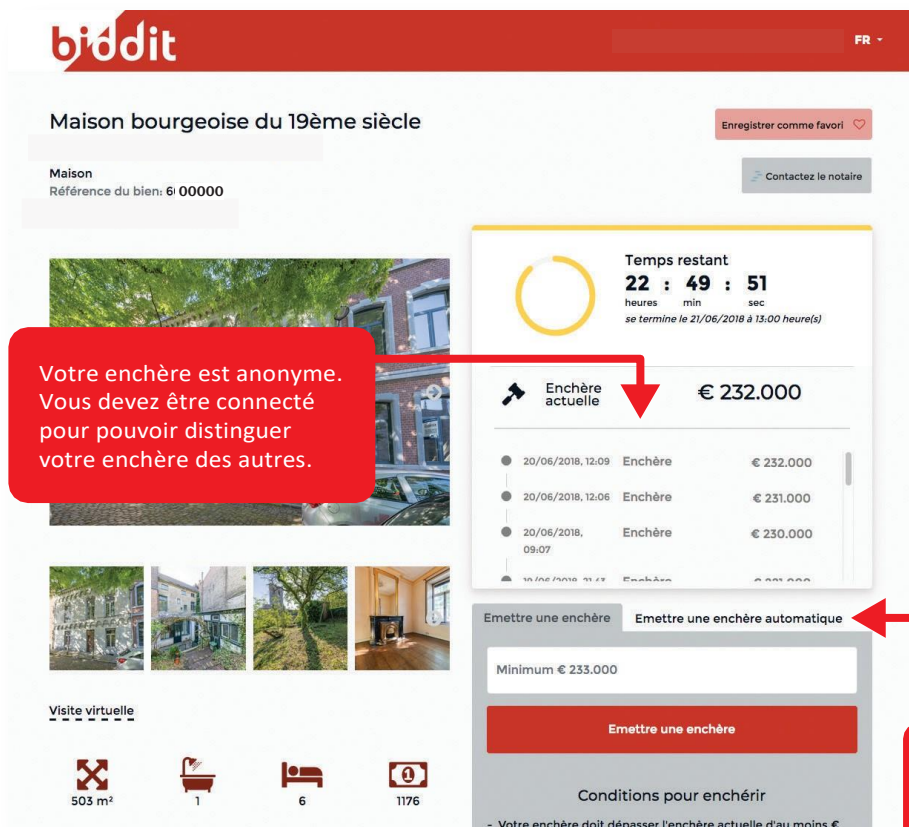 biddit
FR
Maison bourgeoise du 19ème siècle
Enregistrer comme favori
Maison
Référence du bien: 6 00000
Contactez le notaire
Temps restant
22 : 49 : 51
heures min sec
se termine le 21/06/2018 à 13:00 heure(s)
Votre enchère est anonyme.
Vous devez être connecté
pour pouvoir distinguer
votre enchère des autres.
Enchère
actuelle
€ 232.000
20/06/2018, 12:09 Enchère € 232.000
20/06/2018, 12:06 Enchère € 231.000
20/06/2018, Enchère € 230.000
09:07
Enchère
Emettre une enchère Emettre une enchère automatique
Minimum € 233.000
Emettre une enchère
Visite virtuelle
503 m² 1 6 1176
Conditions pour enchérir
- Votre enchère doit dépasser l'enchère actuelle d'au moins €